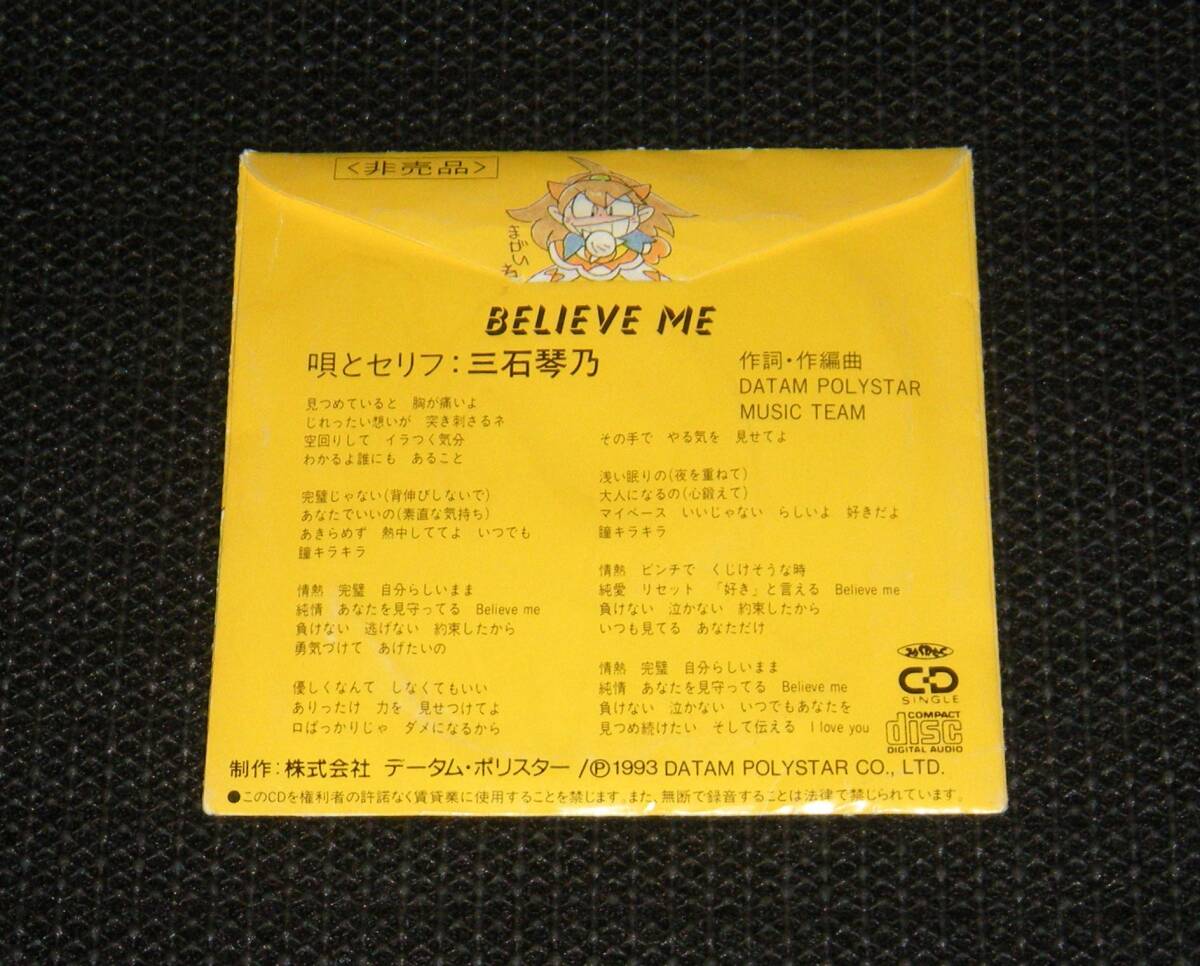 <非売品>
BELIEVE ME
唄とセリフ：三石琴乃
作詞・作編曲
DATAM POLYSTAR
MUSIC TEAM
見つめていると 胸が痛いよ
じれったい想いが 突き刺さるネ
空回りして イラつく気分
わかるよ誰にも あること
完璧じゃない(背伸びしないで)
あなたでいいの(素直な気持ち)
あきらめず 熱中しててよ いつでも
瞳キラキラ
情熱 完璧 自分らしいまま
純情 あなたを見守ってる Believe me
負けない 逃げない 約束したから
勇気づけて あげたいの
優しくなんて しなくてもいい
ありったけ 力を 見せつけてよ
口ばっかりじゃ ダメになるから
その手で やる気を 見せてよ
浅い眠りの(夜を重ねて)
大人になるの(心鍛えて)
マイペース いいじゃない らしいよ 好きだよ
瞳キラキラ
情熱 ピンチで くじけそうな時
純愛 リセット 「好き」と言える Believe me
負けない 泣かない 約束したから
いつも見てる あなただけ
情熱 完璧 自分らしいまま
純情 あなたを見守ってる Believe me
負けない 泣かない いつでもあなたを
見つめ続けたい そして伝える I love you
CD
SINGLE
COMPACT
disc
DIGITAL AUDIO
制作：株式会社 データム・ポリスター／Ⓟ1993 DATAM POLYSTAR CO., LTD.
●このCDを権利者の許諾なく賃貸業に使用することを禁じます。また、無断で録音することは法律で禁じられています。